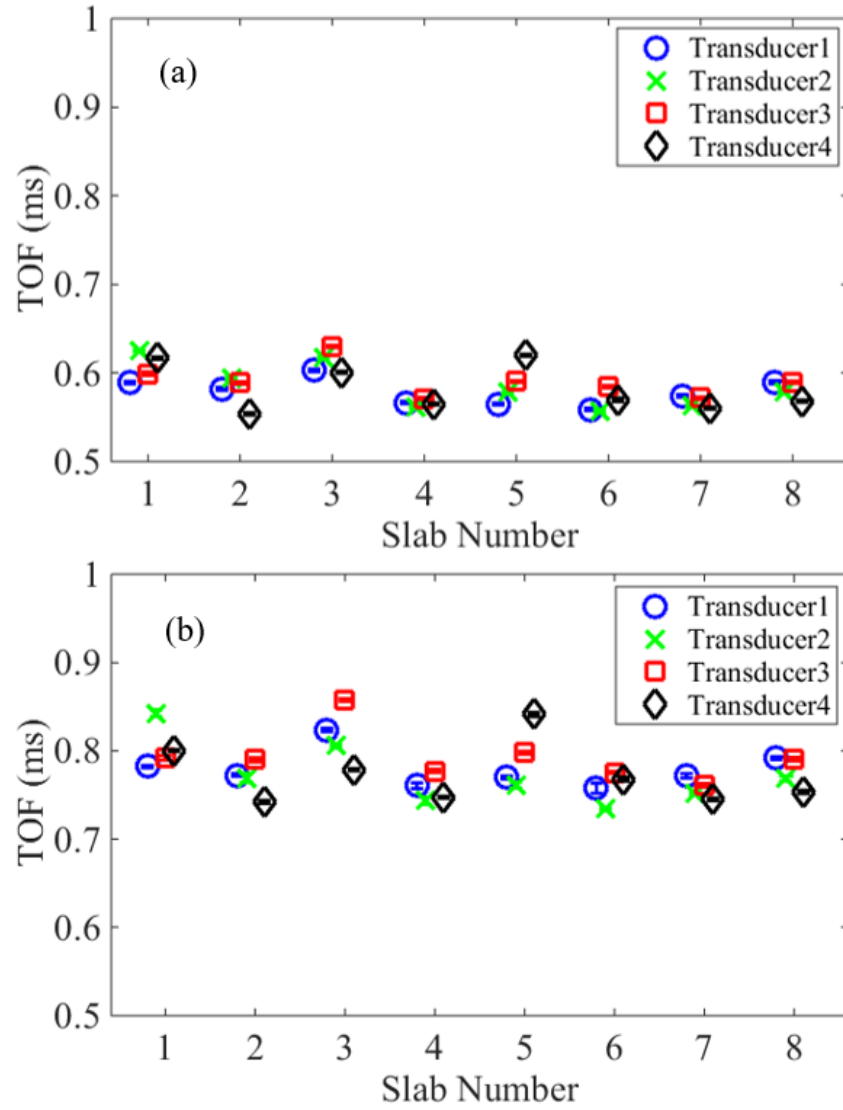 (a)
Transducer1
Transducer2
Transducer3
Transducer4
TOF (ms)
1
0.9
0.8
0.7
0.6
0.5
1 2 3 4 5 6 7 8
Slab Number
(b)
Transducer1
Transducer2
Transducer3
Transducer4
TOF (ms)
1
0.9
0.8
0.7
0.6
0.5
1 2 3 4 5 6 7 8
Slab Number